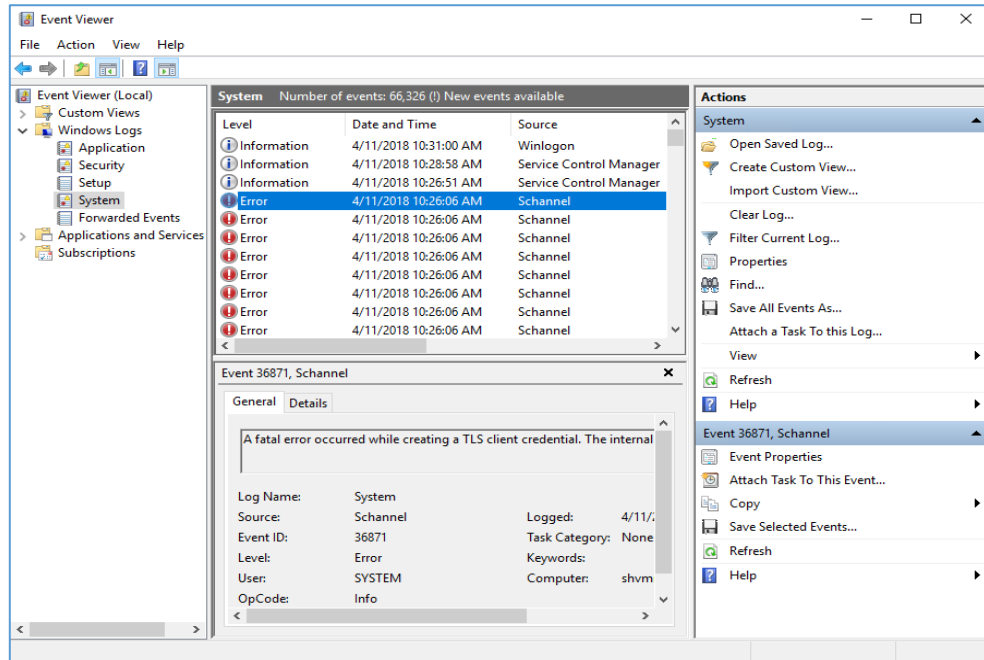 Event Viewer
File Action View Help
Event Viewer (Local)
Custom Views
Windows Logs
Application
Security
Setup
System
Forwarded Events
Applications and Services
Subscriptions
System Number of events: 66,326 (!) New events available
Level Date and Time Source
Information 4/11/2018 10:31:00 AM Winlogon
Information 4/11/2018 10:28:58 AM Service Control Manager
Information 4/11/2018 10:26:51 AM Service Control Manager
Error 4/11/2018 10:26:06 AM Schannel
Error 4/11/2018 10:26:06 AM Schannel
Error 4/11/2018 10:26:06 AM Schannel
Error 4/11/2018 10:26:06 AM Schannel
Error 4/11/2018 10:26:06 AM Schannel
Error 4/11/2018 10:26:06 AM Schannel
Error 4/11/2018 10:26:06 AM Schannel
Error 4/11/2018 10:26:06 AM Schannel
Event 36871, Schannel
General Details
A fatal error occurred while creating a TLS client credential. The internal
Log Name: System
Source: Schannel Logged: 4/11/
Event ID: 36871 Task Category: None
Level: Error Keywords:
User: SYSTEM Computer: shvm
OpCode: Info
Actions
System
Open Saved Log...
Create Custom View...
Import Custom View...
Clear Log...
Filter Current Log...
Properties
Find...
Save All Events As...
Attach a Task To this Log...
View
Refresh
Help
Event 36871, Schannel
Event Properties
Attach Task To This Event...
Copy
Save Selected Events...
Refresh
Help